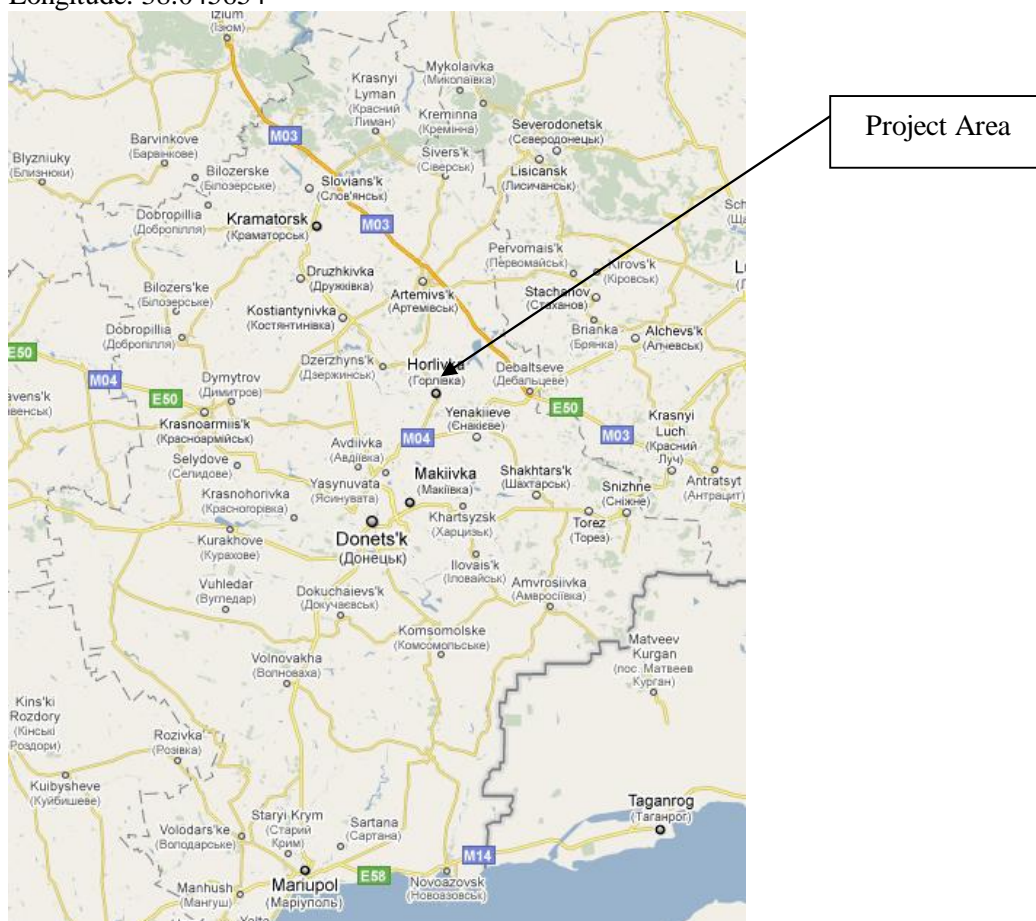 Izium
(Ізюм)
Mykolaivka
(Миколаївка)
Krasnyi
Lyman
(Красний
Лиман)
Kreminna
(Кремінна)
M03
Severodonetsk
(Сєвєродонецьк)
Project Area
Barvinkove
(Барвінкове)
Blyzniuky
(Близнюки)
Sivers'k
(Сіверськ)
Lisicansk
(Лисичанськ)
Bilozerske
(Білозерське)
Slovians'k
(Слов'янськ)
Dobropillia
(Добропілля)
Kramatorsk
(Краматорськ)
M03
Pervomais'k
(Первомайськ)
Kirovs'k
(Кіровськ)
Druzhkivka
(Дружківка)
Bilozers'ke
(Білозерське)
Artemivs'k
(Артемівськ)
Stachanov
(Стаханов)
Kostiantynivka
(Костянтинівка)
Dobropillia
(Добропілля)
Brianka
(Брянка)
Alchevs'k
(Алчевськ)
E50
Dzerzhyns'k
(Дзержинськ)
Horlivka
(Горлівка)
Debaltseve
(Дебальцеве)
M04
Dymytrov
(Димитров)
E50
E50
Krasnoarmiis'k
(Красноармійськ)
Yenakiieve
(Єнакієве)
Krasnyi
Luch
(Красний
Луч)
M04
M03
Avdiivka
(Авдіївка)
Selydove
(Селидове)
Makiivka
(Макіївка)
Shakhtars'k
(Шахтарськ)
Antratsyt
(Антрацит)
Yasynuvata
(Ясинувата)
Snizhne
(Сніжне)
Krasnohorivka
(Красногорівка)
Khartsyzsk
(Харцизьк)
Torez
(Торез)
Donets'k
(Донецьк)
Kurakhove
(Курахове)
Ilovais'k
(Іловайськ)
Vuhledar
(Вугледар)
Dokuchaievs'k
(Докучаєвськ)
Amvrosiivka
(Амвросіївка)
Komsomolske
(Комсомольське)
Matveev
Kurgan
(пос. Матвеев
Курган)
Volnovakha
(Волноваха)
Kins'ki
Rozdory
(Кінські
Роздори)
Rozivka
(Розівка)
Kuibysheve
(Куйбишеве)
Taganrog
(Таганрог)
Staryi Krym
(Старий
Крим)
Sartana
(Сартана)
Volodars'ke
(Володарське)
M14
E58
Mariupol
(Маріуполь)
Novoazovsk
(Новоазовськ)
Manhush
(Мангуш)